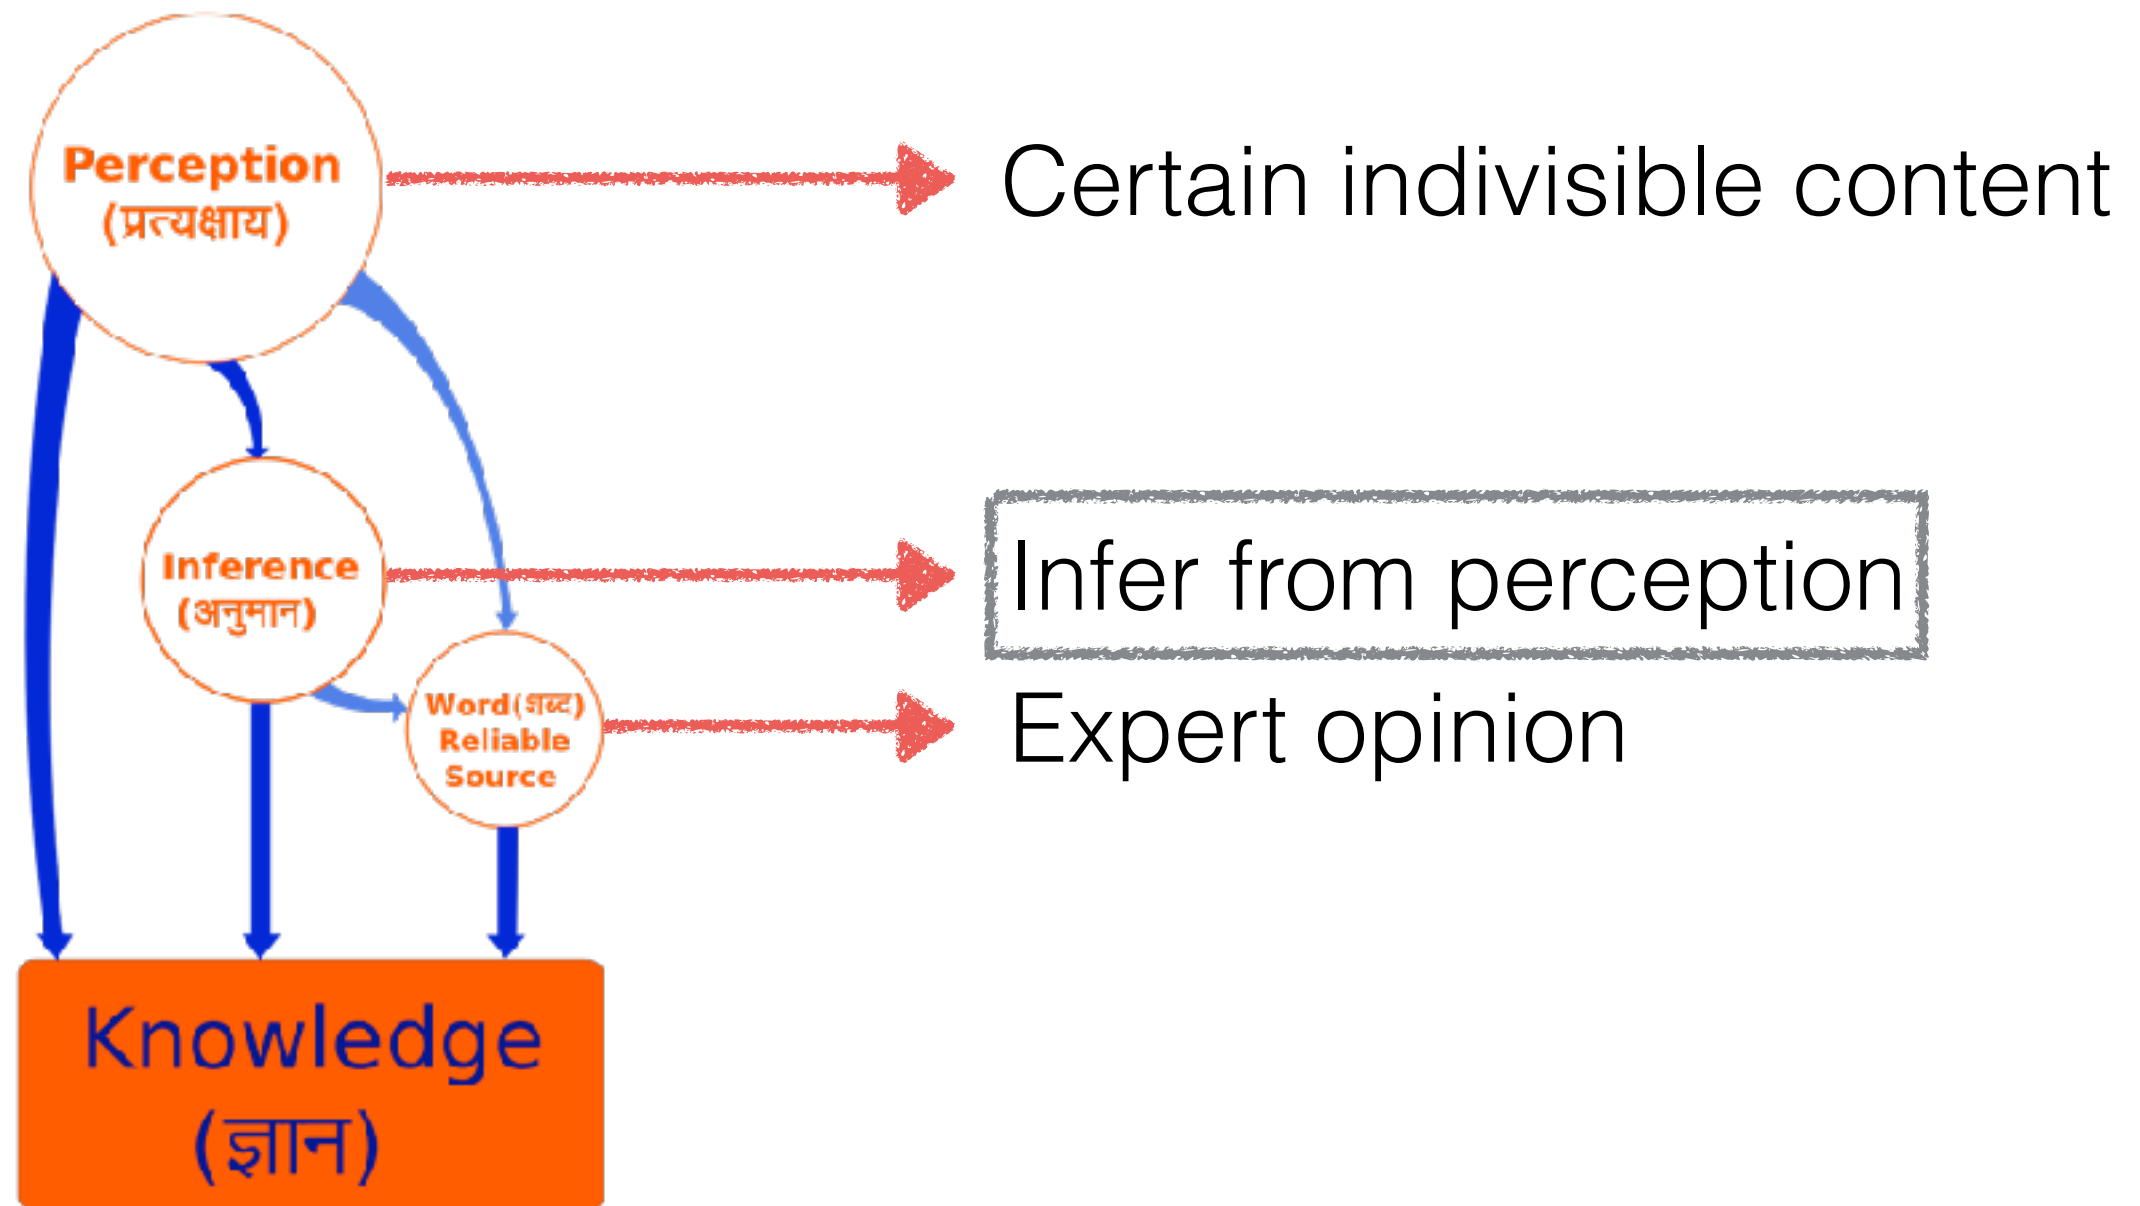 Perception
(प्रत्यक्षाय)
Certain indivisible content
Inference
(अनुमान)
Infer from perception
Word(शब्द)
Reliable
Source
Expert opinion
Knowledge
(ज्ञान)